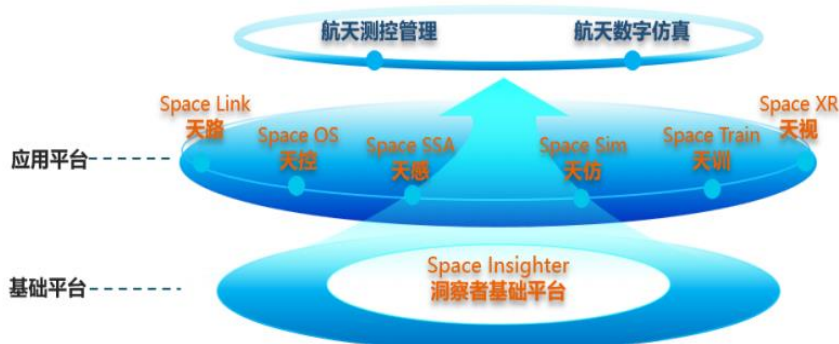 航天测控管理
航天数字仿真
Space Link
天路
Space OS
天控
Space SSA
天感
Space Sim
天仿
Space Train
天训
Space XR
天视
应用平台
Space Insighter
洞察者基础平台
基础平台